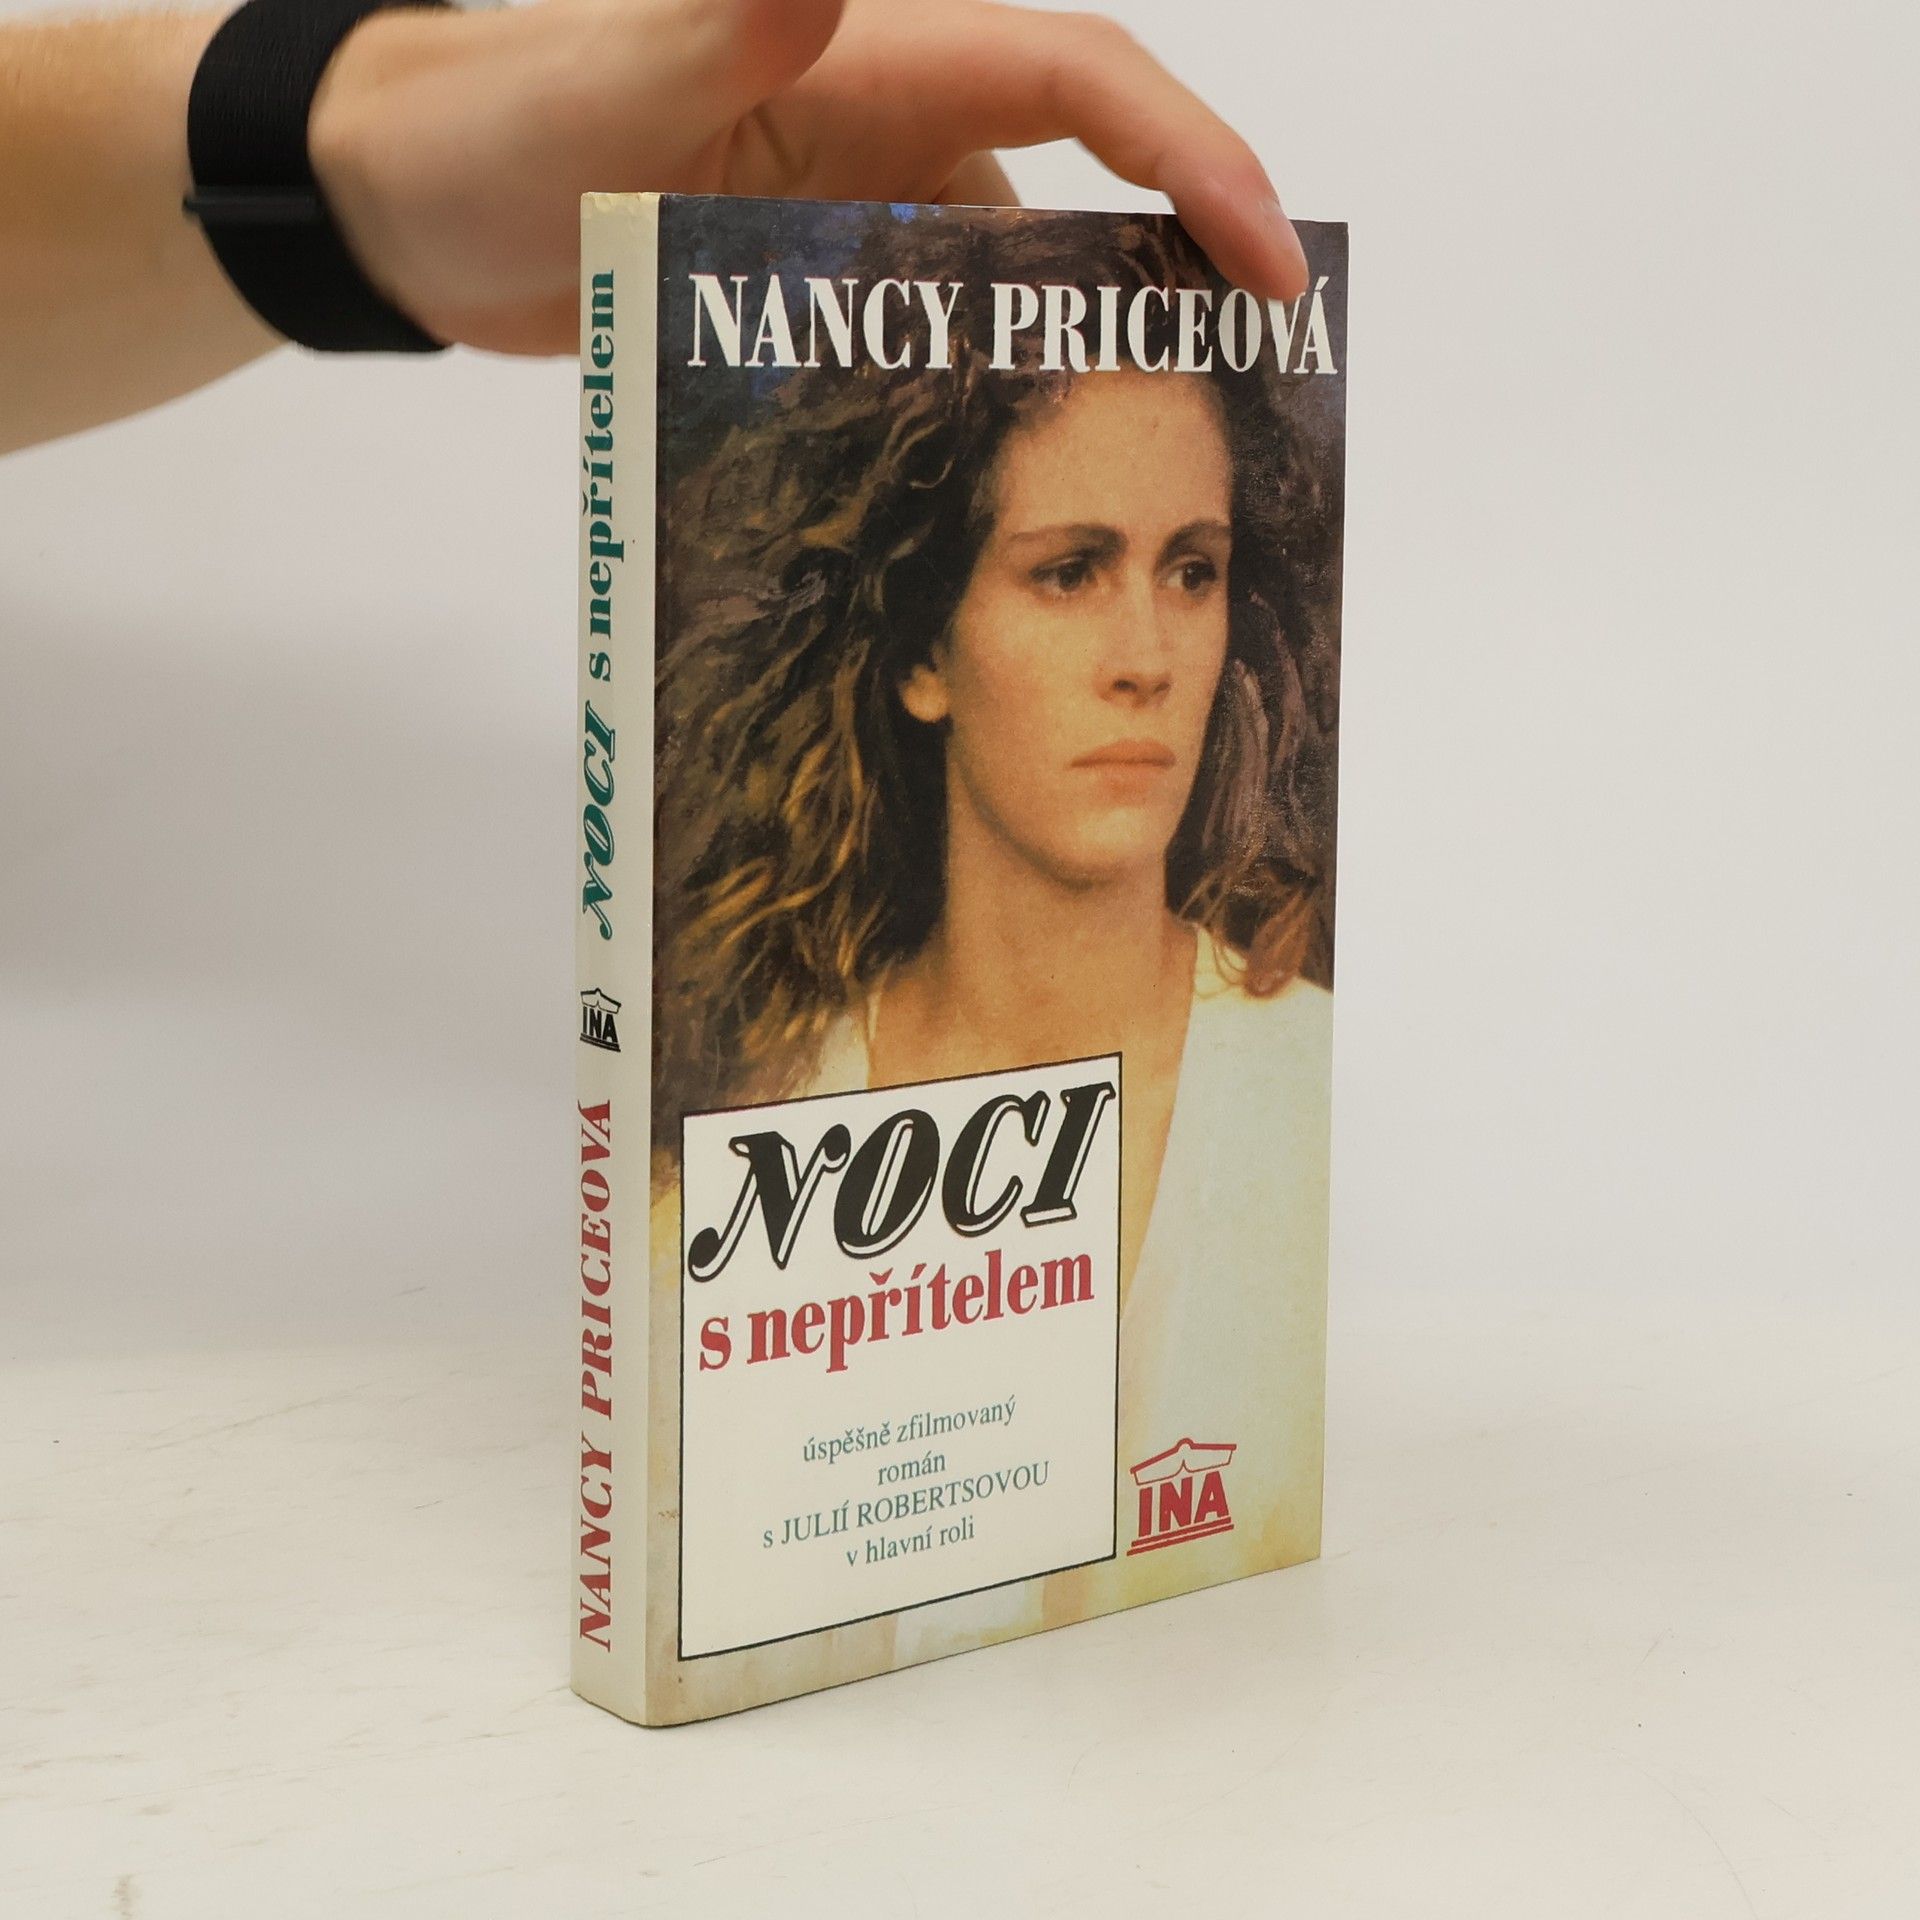 NANCY PRICEOVÁ
NOCI
s nepřítelem
úspěšně zfilmovaný
román
s JULIÍ ROBERTSOVOU
v hlavní roli
INA
NANCY PRICEOVÁ INA NOCI s nepřítelem